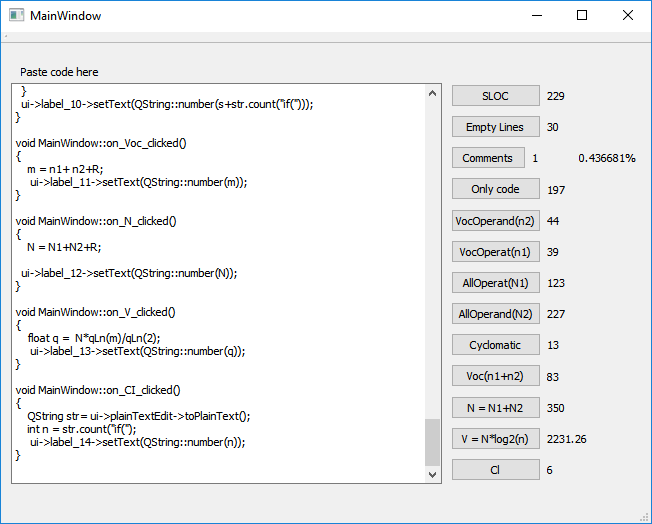 MainWindow
Paste code here
}
ui->label_10->setText(QString::number(s+str.count("if(")));
}
void MainWindow::on_Voc_clicked()
{
m = n1+ n2+R;
ui->label_11->setText(QString::number(m));
}
void MainWindow::on_N_clicked()
{
N = N1+N2+R;
ui->label_12->setText(QString::number(N));
}
void MainWindow::on_V_clicked()
{
float q = N*qLn(m)/qLn(2);
ui->label_13->setText(QString::number(q));
}
void MainWindow::on_CI_clicked()
{
QString str= ui->plainTextEdit->toPlainText();
int n = str.count("if(");
ui->label_14->setText(QString::number(n));
}
SLOC 229
Empty Lines 30
Comments 1 0.436681%
Only code 197
VocOperand(n2) 44
VocOperat(n1) 39
AllOperat(N1) 123
AllOperand(N2) 227
Cyclomatic 13
Voc(n1+n2) 83
N = N1+N2 350
V = N*log2(n) 2231.26
Cl 6